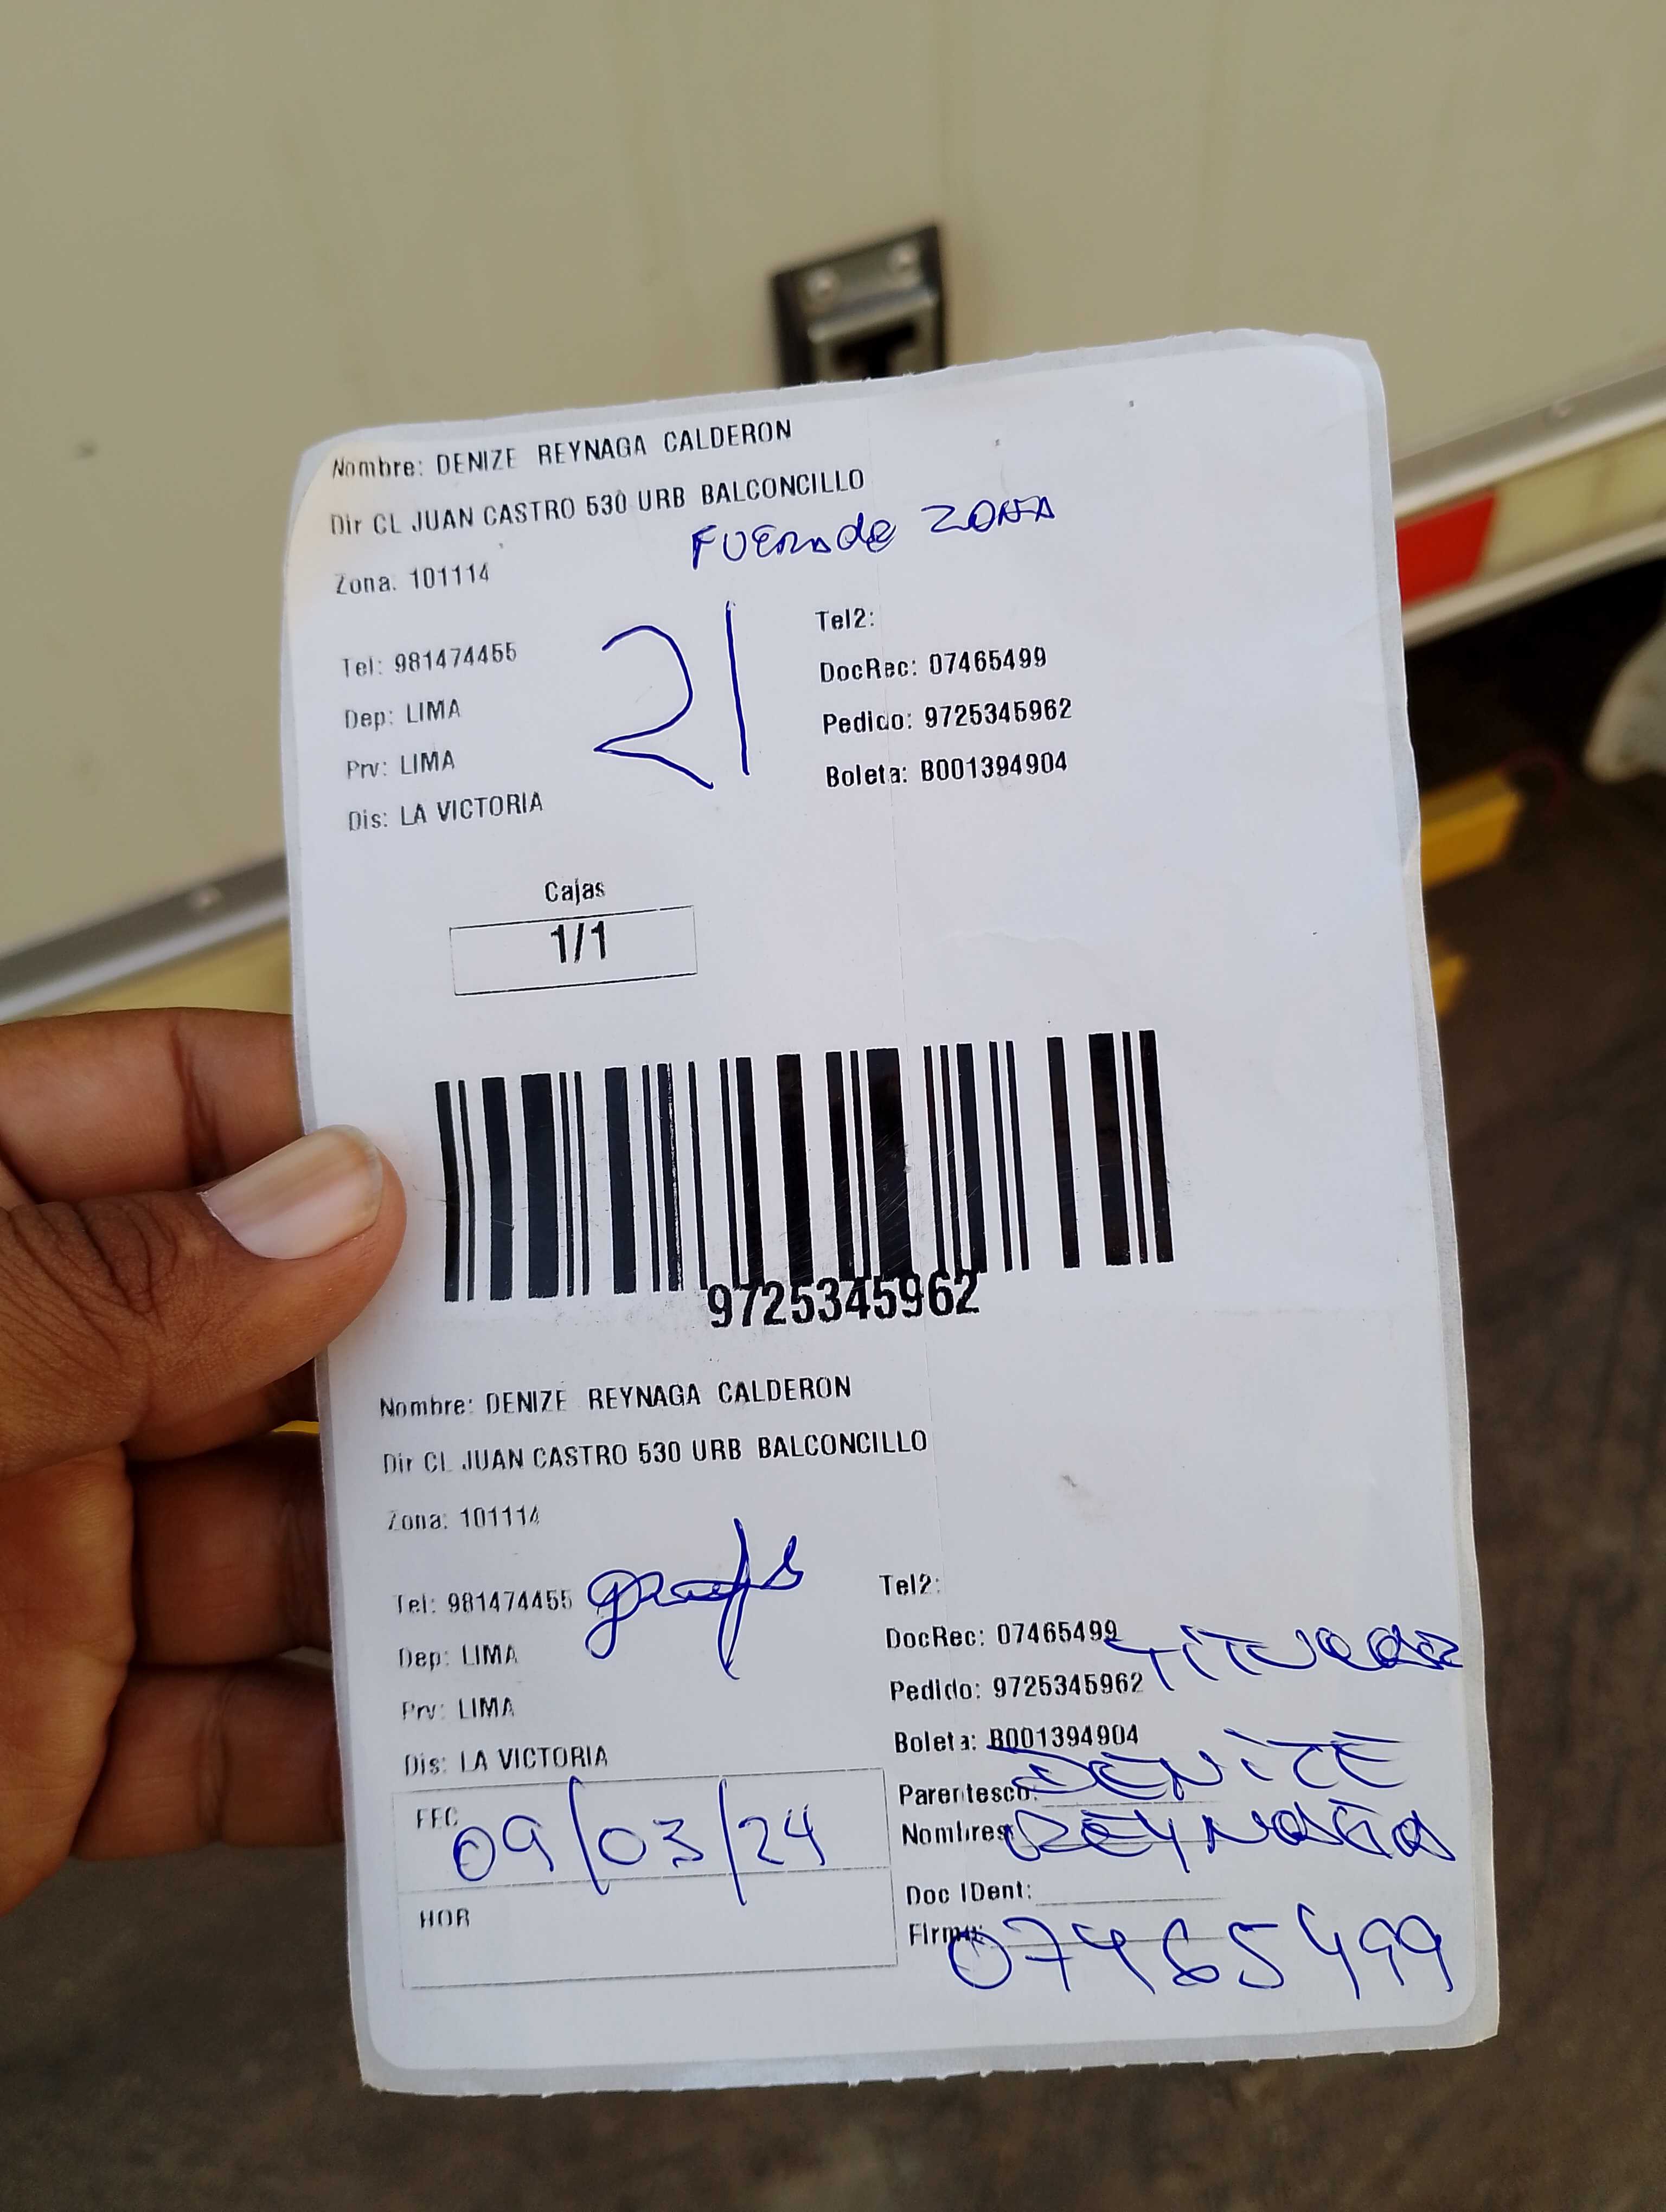 Nombre: DENIZE REYNAGA CALDERON
Dir CL JUAN CASTRO 530 URB BALCONCILLO
FUERA de ZONA
Zona: 101114
21
Tel: 981474455
Dep: LIMA
Prv: LIMA
Dis: LA VICTORIA
Tel2:
DocRec: 07465499
Pedido: 9725345962
Boleta: B001394904
Cajas
1/1
9725345962
Nombre: DENIZE REYNAGA CALDERON
Dir CL JUAN CASTRO 530 URB BALCONCILLO
Zona: 101114
Tel: 981474455
Dep: LIMA
Prv: LIMA
Dis: LA VICTORIA
Tel2:
DocRec: 07465499
TITULAR
Pedido: 9725345962
Boleta: B001394904
Parentesco: DENIZE
Nombres: REYNAGA
Doc IDent:
Firma: 07465499
FEC 09/03/24
HOR